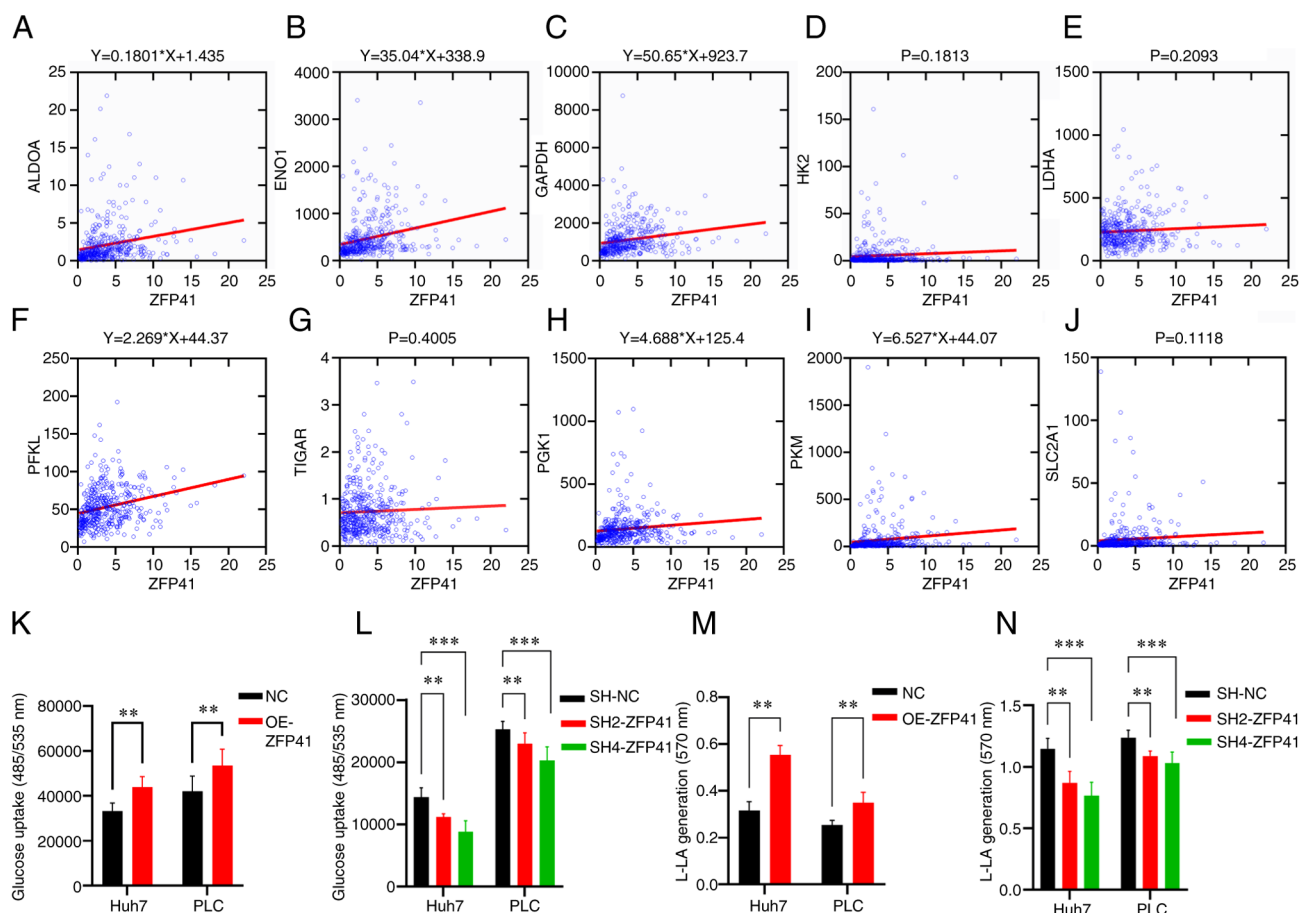 A
B
C
D
E
Y=0.1801*X+1.435
Y=35.04*X+338.9
Y=50.65*X+923.7
P=0.1813
P=0.2093
ALDOA
25
20
15
10
5
0
0 5 10 15 20 25
ZFP41
ENO1
4000
3000
2000
1000
0
0 5 10 15 20 25
ZFP41
GAPDH
10000
8000
6000
4000
2000
0
0 5 10 15 20 25
ZFP41
HK2
200
150
100
50
0
0 5 10 15 20 25
ZFP41
LDHA
1500
1000
500
0
0 5 10 15 20 25
ZFP41
F
G
H
I
J
Y=2.269*X+44.37
P=0.4005
Y=4.688*X+125.4
Y=6.527*X+44.07
P=0.1118
PFKL
250
200
150
100
50
0
0 5 10 15 20 25
ZFP41
TIGAR
4
3
2
1
0
0 5 10 15 20 25
ZFP41
PGK1
1500
1000
500
0
0 5 10 15 20 25
ZFP41
PKM
2000
1500
1000
500
0
0 5 10 15 20 25
ZFP41
SLC2A1
150
100
50
0
0 5 10 15 20 25
ZFP41
K
Glucose uptake (485/535 nm)
80000
60000
40000
20000
0
** **
NC
OE-
ZFP41
Huh7 PLC
L
Glucose uptake (485/535 nm)
30000
20000
10000
0
*** ***
** **
SH-NC
SH2-ZFP41
SH4-ZFP41
Huh7 PLC
M
L-LA generation (570 nm)
0.8
0.6
0.4
0.2
0.0
** **
NC
OE-ZFP41
Huh7 PLC
N
L-LA generation (570 nm)
1.5
1.0
0.5
0.0
*** ***
** **
SH-NC
SH2-ZFP41
SH4-ZFP41
Huh7 PLC